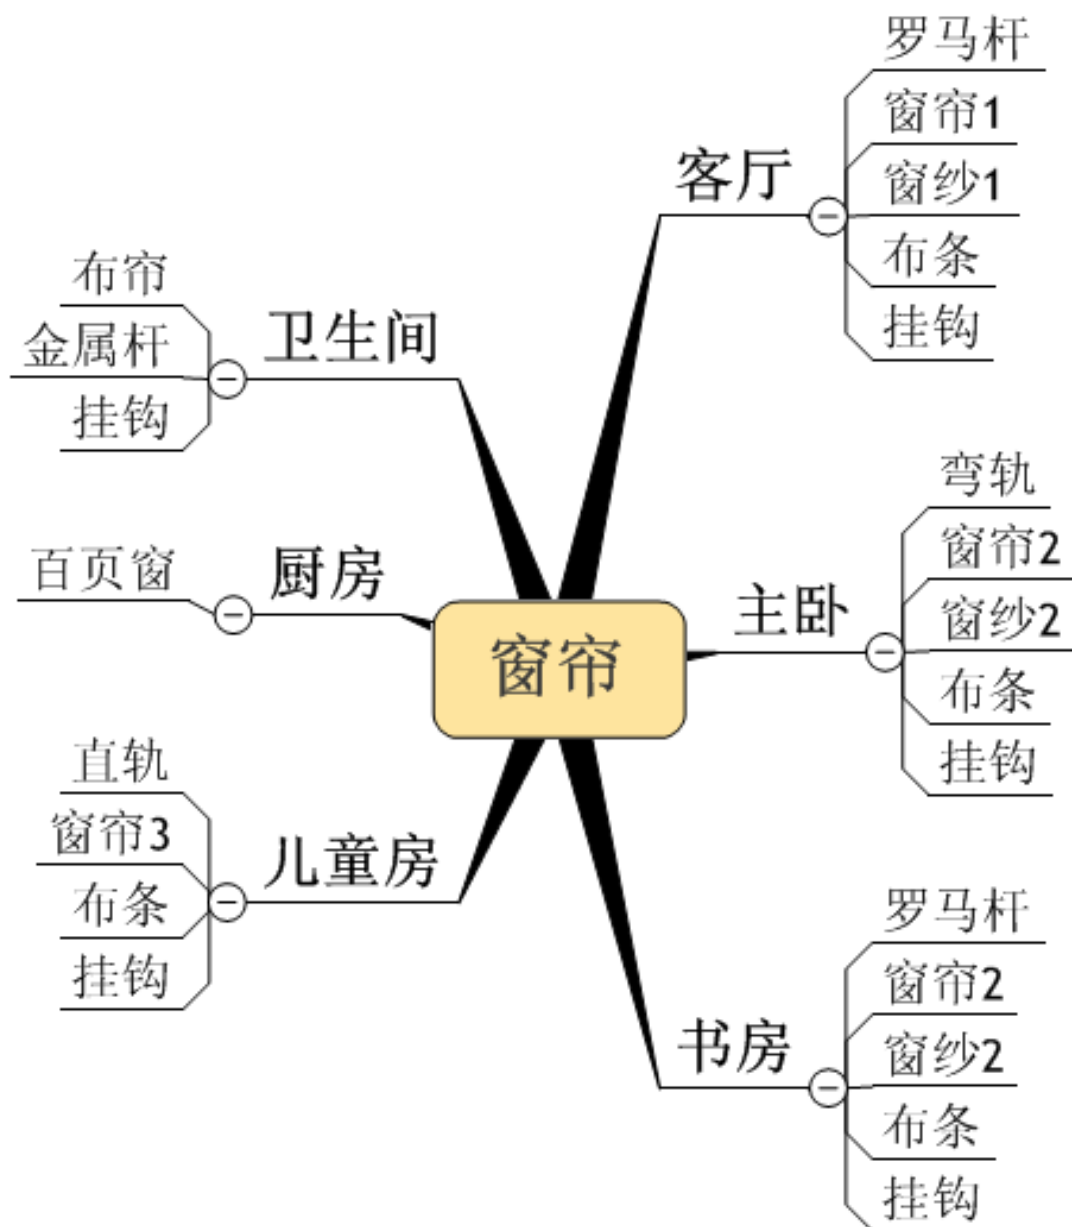 窗帘
客厅
罗马杆
窗帘1
窗纱1
布条
挂钩
主卧
弯轨
窗帘2
窗纱2
布条
挂钩
书房
罗马杆
窗帘2
窗纱2
布条
挂钩
卫生间
布帘
金属杆
挂钩
厨房
百页窗
儿童房
直轨
窗帘3
布条
挂钩